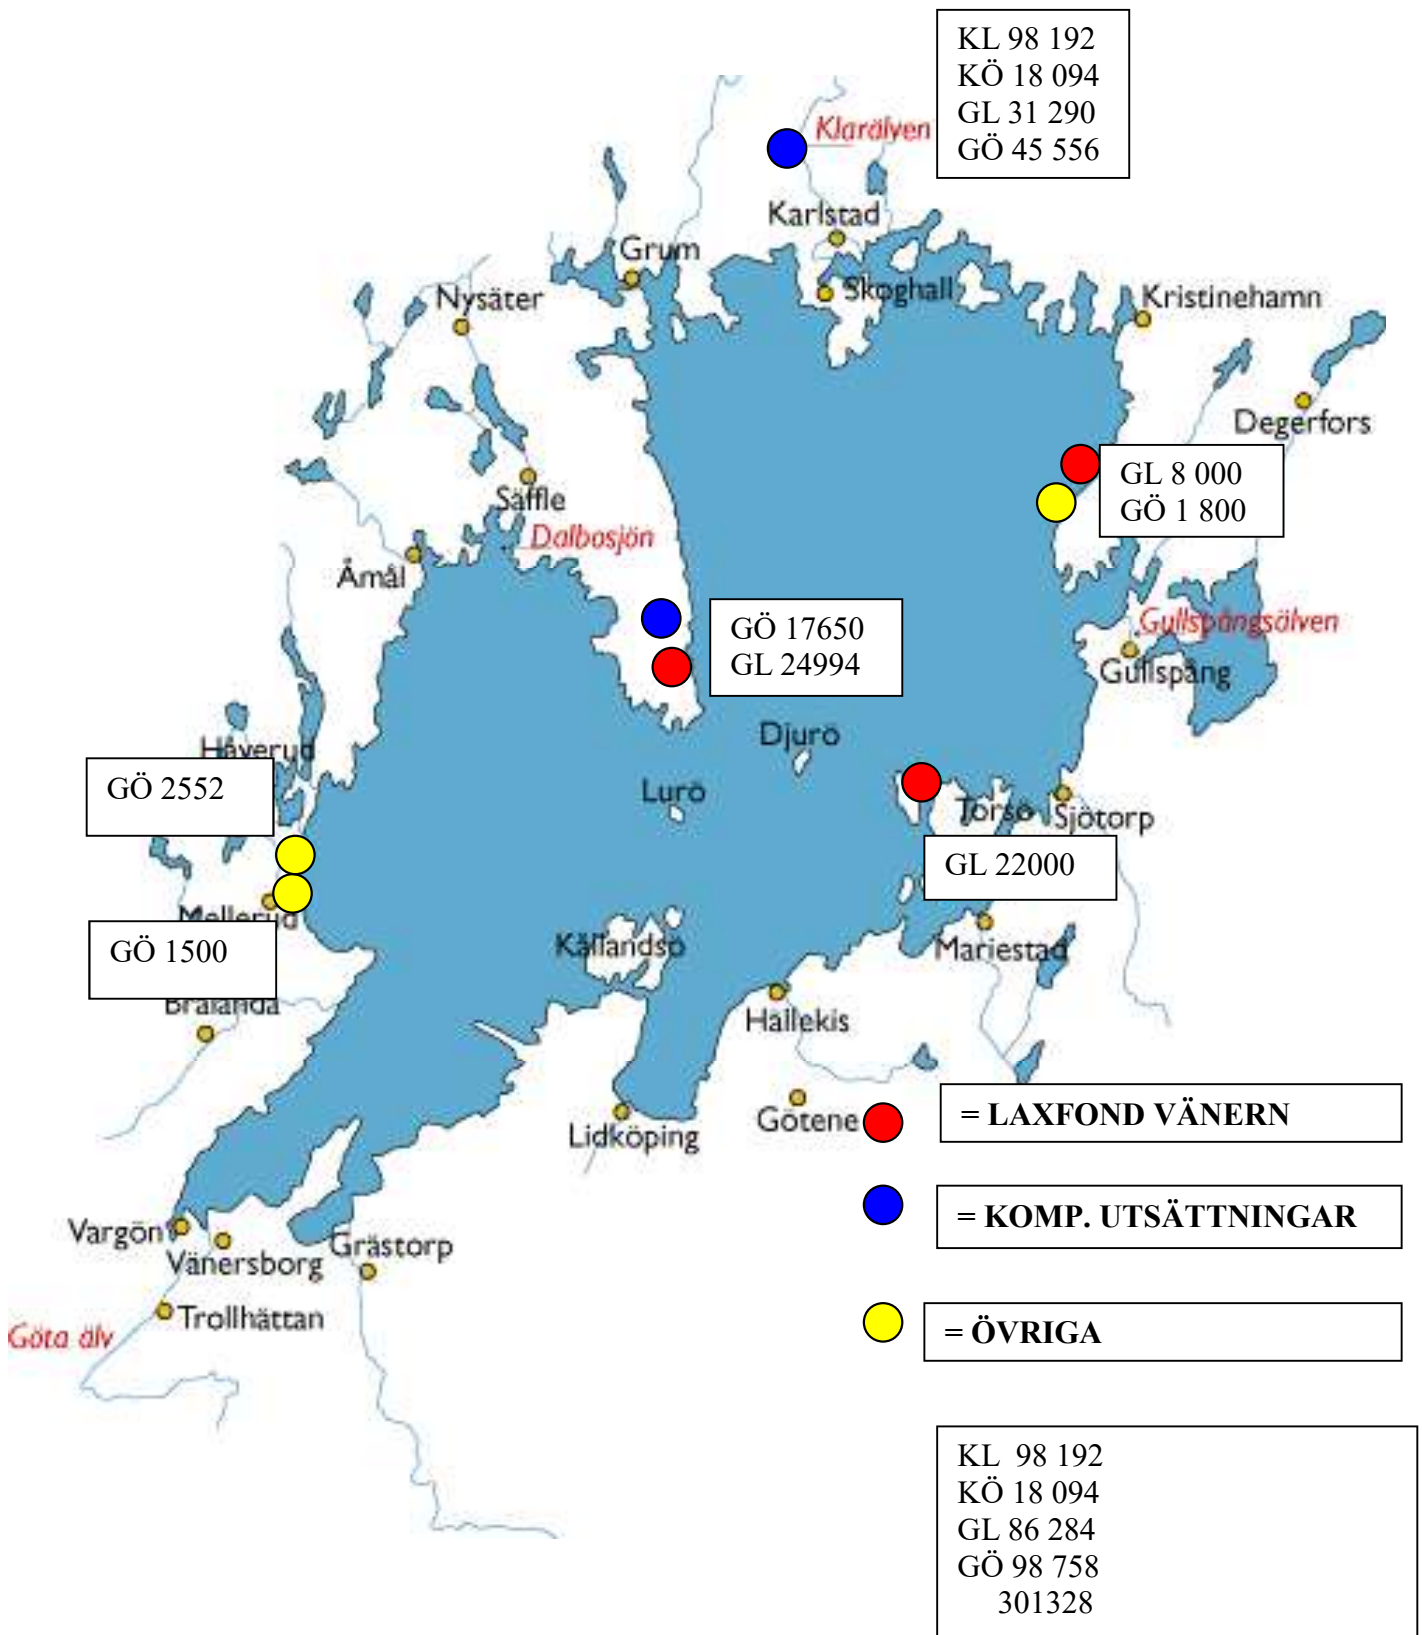 KL 98 192
KÖ 18 094
GL 31 290
GÖ 45 556
Klarälven
Karlstad
Grum
Skoghall
Nysäter
Kristinehamn
Degerfors
GL 8 000
GÖ 1 800
Säffle
Dalbosjön
Åmål
GÖ 17650
GL 24994
Gullspångsälven
Gullspång
Djurö
Håverud
GÖ 2552
Lurö
Torsö
Sjötorp
GL 22000
Mellerud
GÖ 1500
Kållandsö
Mariestad
Brålanda
Hällekis
Götene
Lidköping
= LAXFOND VÄNERN
= KOMP. UTSÄTTNINGAR
Vargön
Vänersborg
Grästorp
Trollhättan
Göta älv
= ÖVRIGA
KL 98 192
KÖ 18 094
GL 86 284
GÖ 98 758
301328